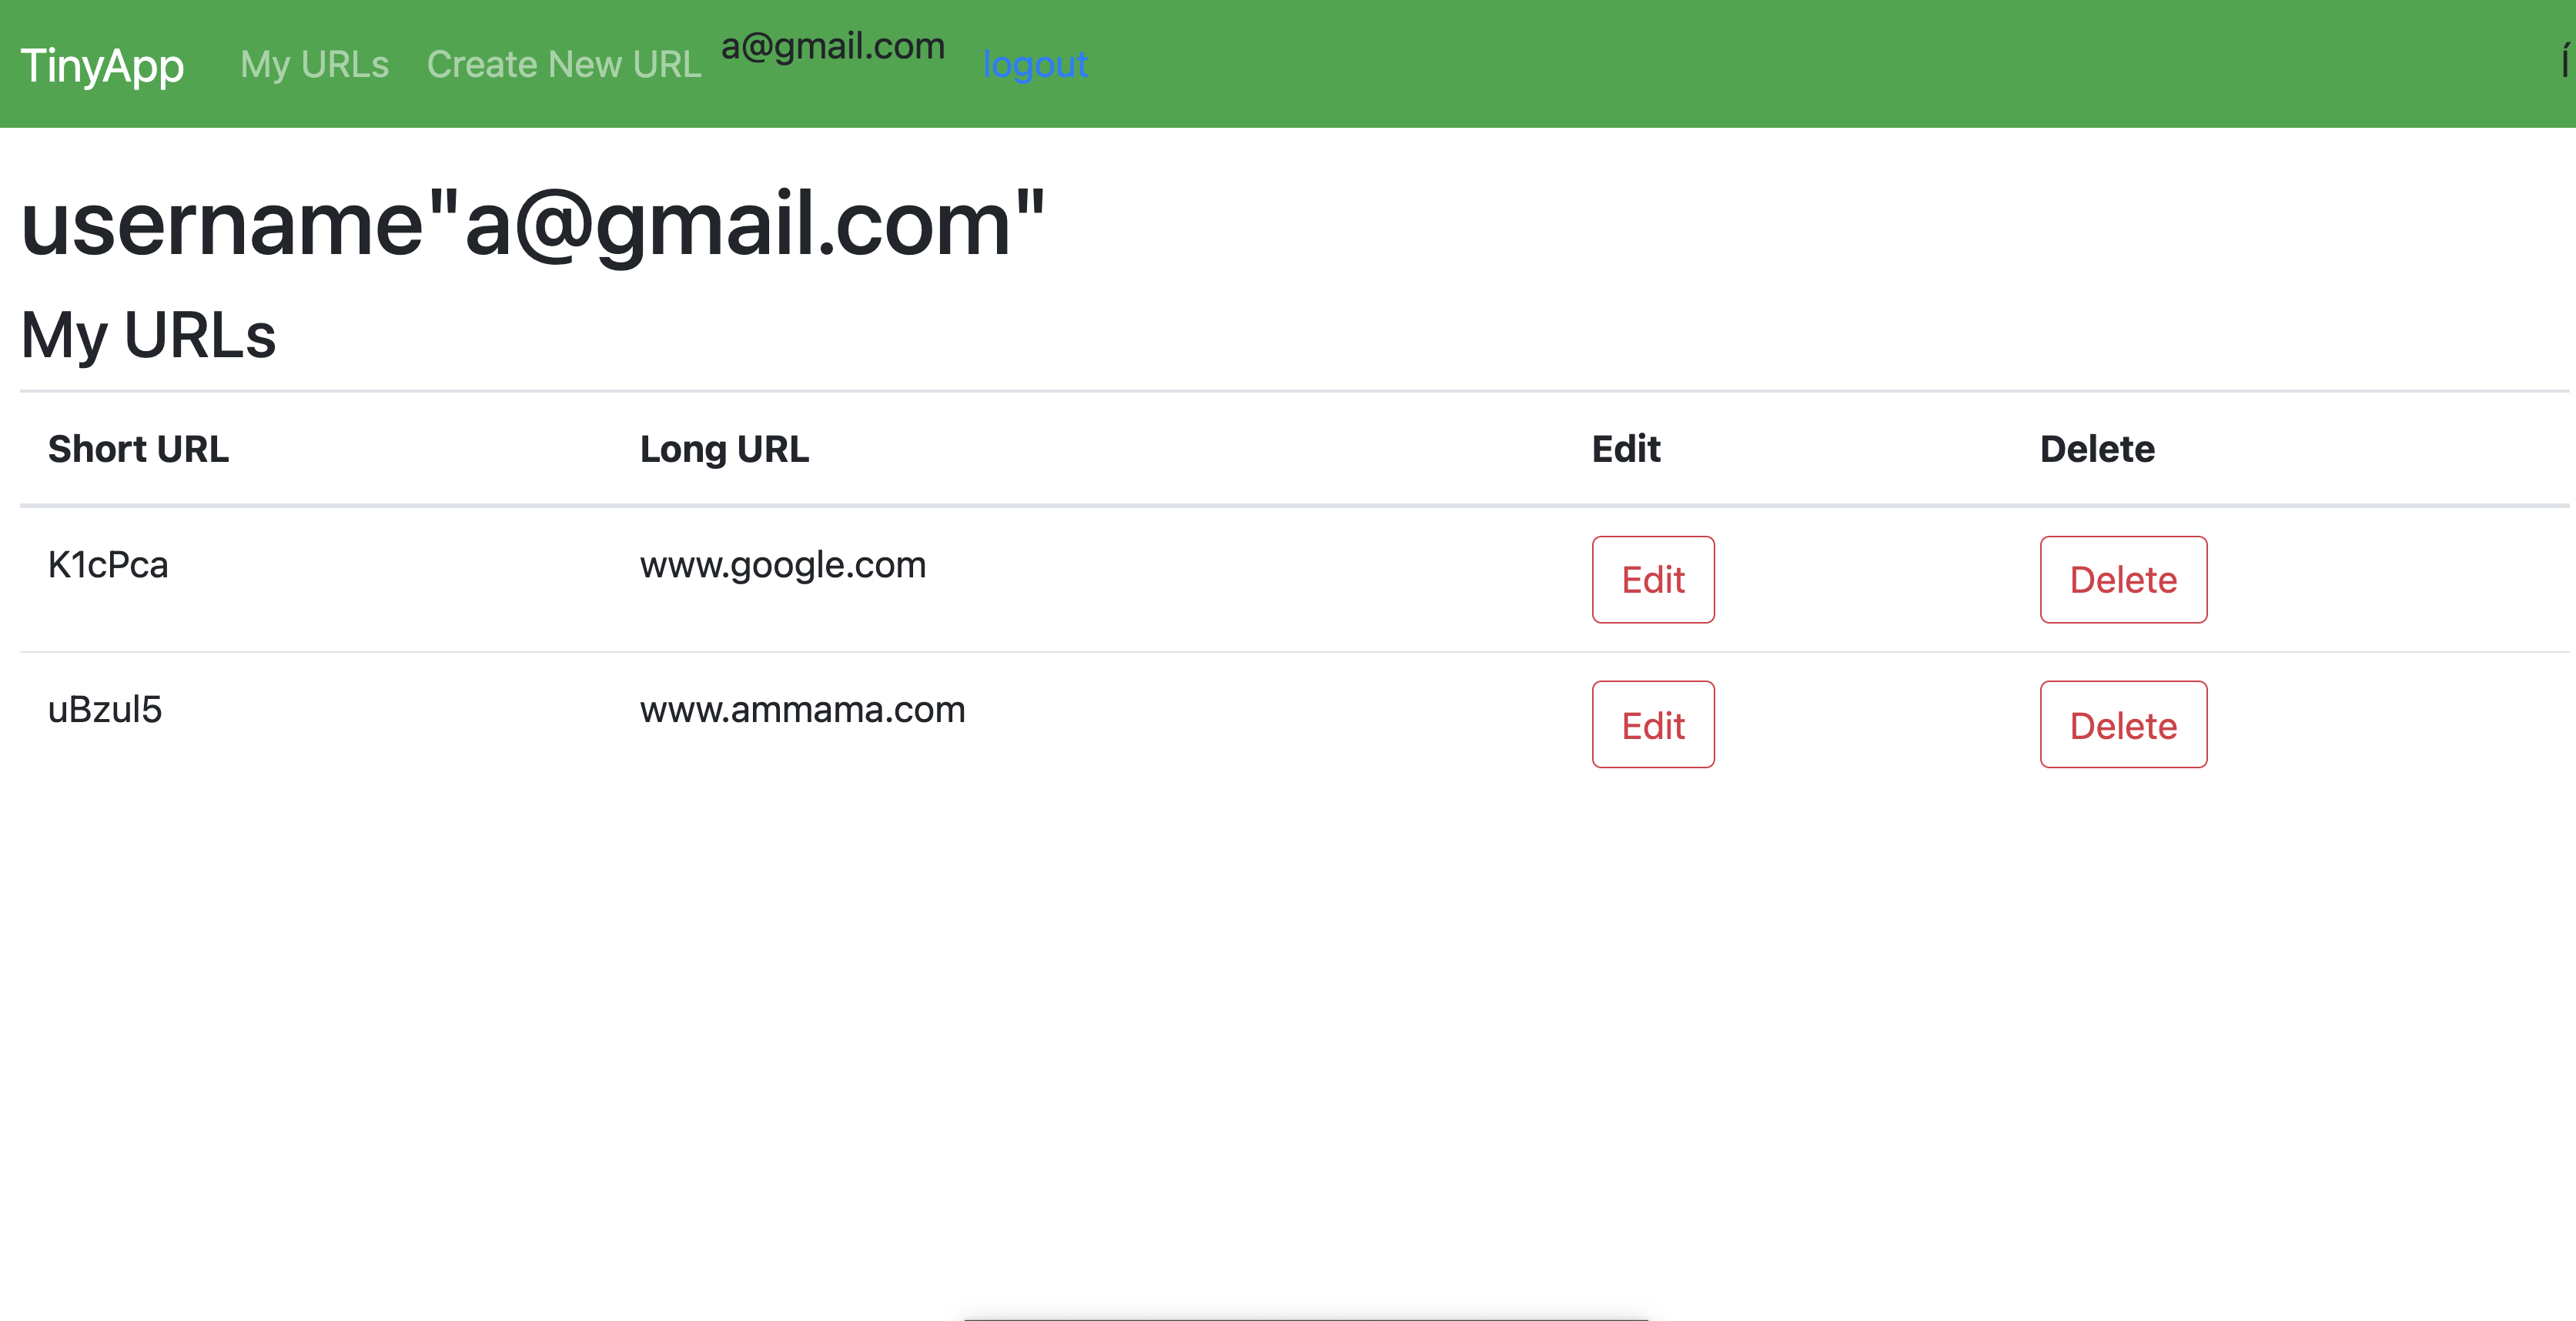 TinyApp My URLs Create New URL a@gmail.com logout Í
username"a@gmail.com"
My URLs
Short URL Long URL Edit Delete
K1cPca www.google.com Edit Delete
uBzul5 www.ammama.com Edit Delete